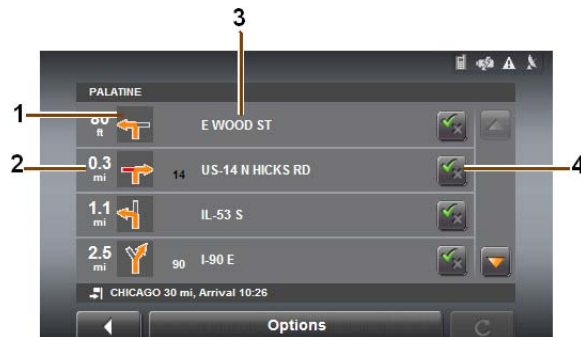 3
PALATINE
1
80
ft
E WOOD ST
2
0.3
mi
14
US-14 N HICKS RD
4
1.1
mi
IL-53 S
2.5
mi
90
I-90 E
CHICAGO 30 mi, Arrival 10:26
Options